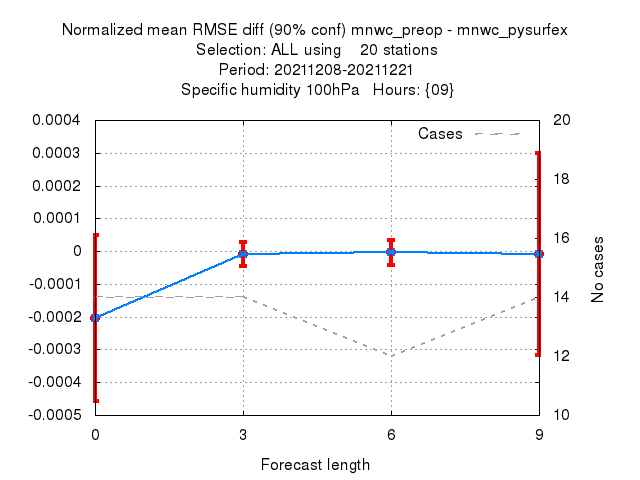 Normalized mean RMSE diff (90% conf) mnwc_preop - mnwc_pysurfex
Selection: ALL using    20 stations
Period: 20211208-20211221
Specific humidity 100hPa   Hours: {09}
Cases
0.0004
0.0003
0.0002
0.0001
0
-0.0001
-0.0002
-0.0003
-0.0004
-0.0005
20
18
16
14
12
10
No cases
0 3 6 9
Forecast length